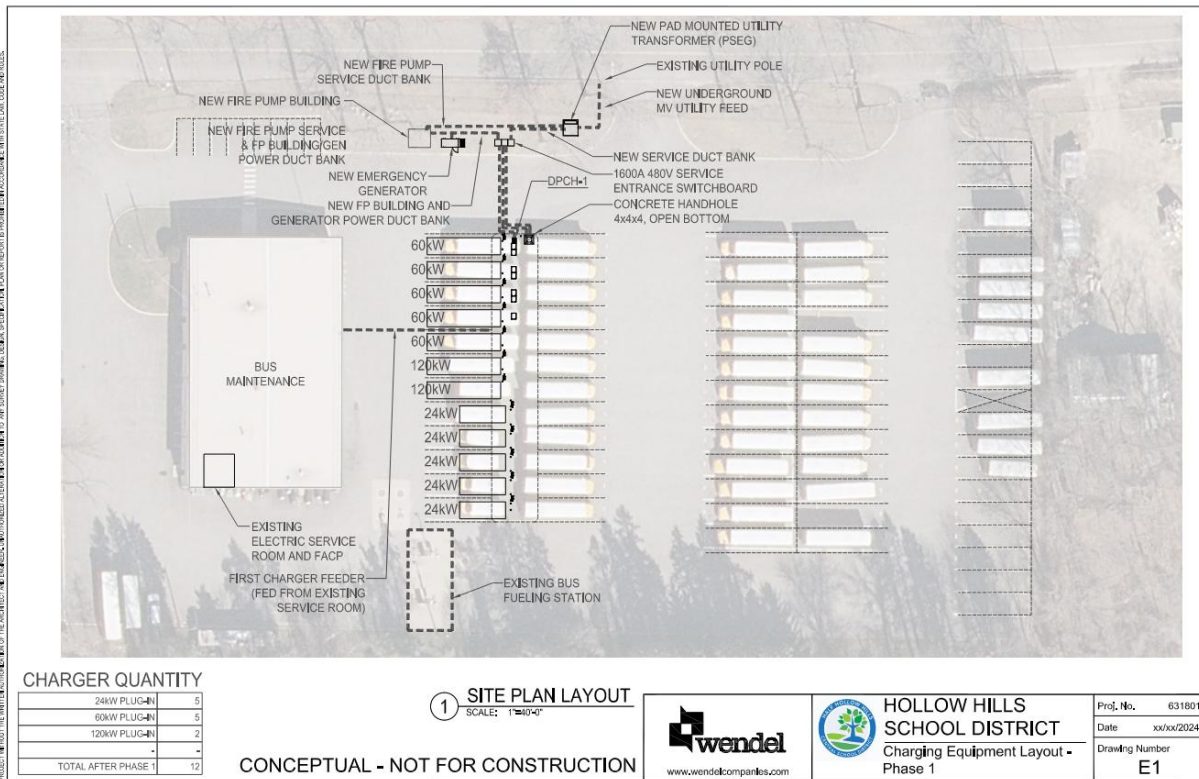 NEW PAD MOUNTED UTILITY
TRANSFORMER (PSEG)
EXISTING UTILITY POLE
NEW UNDERGROUND
MV UTILITY FEED
NEW FIRE PUMP
SERVICE DUCT BANK
NEW FIRE PUMP BUILDING
NEW FIRE PUMP SERVICE
& FP BUILDING/GEN
POWER DUCT BANK
NEW EMERGENCY
GENERATOR
NEW FP BUILDING AND
GENERATOR POWER DUCT BANK
NEW SERVICE DUCT BANK
1600A 480V SERVICE
ENTRANCE SWITCHBOARD
DPCH-1
CONCRETE HANDHOLE
4x4x4, OPEN BOTTOM
60kW
60kW
60kW
60kW
60kW
120kW
120kW
24kW
24kW
24kW
24kW
24kW
BUS
MAINTENANCE
EXISTING
ELECTRIC SERVICE
ROOM AND FACP
FIRST CHARGER FEEDER
(FED FROM EXISTING
SERVICE ROOM)
EXISTING BUS
FUELING STATION
CHARGER QUANTITY
24kW PLUG-IN 5
60kW PLUG-IN 5
120kW PLUG-IN 2
- -
TOTAL AFTER PHASE 1 12
1 SITE PLAN LAYOUT
SCALE: 1"=40'-0"
CONCEPTUAL - NOT FOR CONSTRUCTION
wendel
www.wendelcompanies.com
HOLLOW HILLS
SCHOOL DISTRICT
Charging Equipment Layout -
Phase 1
Proj. No. 631801
Date xx/xx/2024
Drawing Number
E1